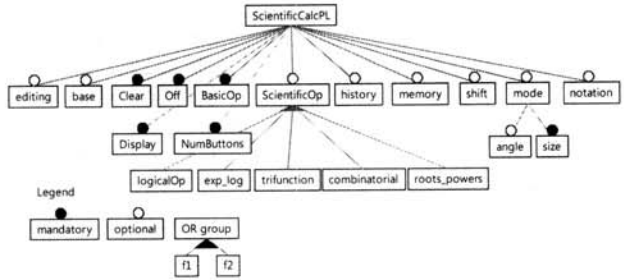 ScientificCalcPL
editing base Clear Off BasicOp ScientificOp history memory shift mode notation
Display NumButtons angle size
logicalOp exp_log trifunction combinatorial roots_powers
Legend
mandatory optional OR group
f1 f2